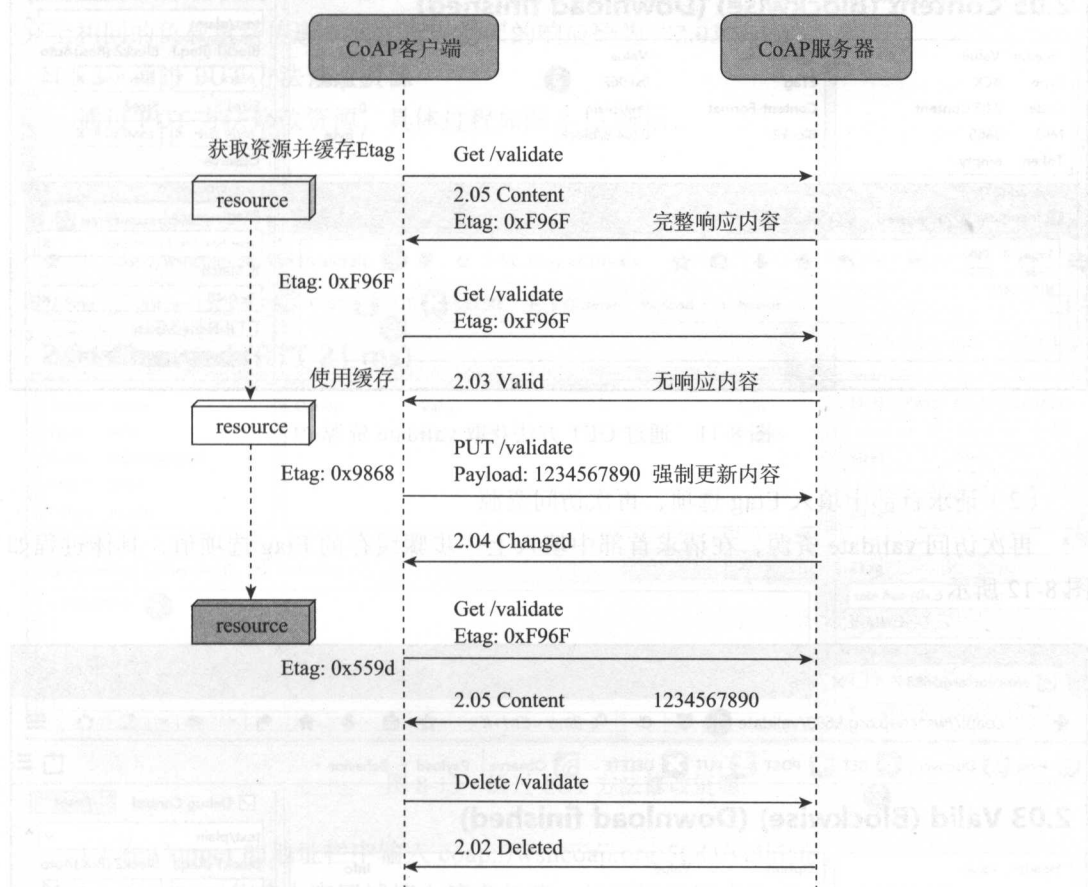 CoAP客户端
CoAP服务器
获取资源并缓存Etag
Get /validate
resource
2.05 Content
Etag: 0xF96F 完整响应内容
Etag: 0xF96F
Get /validate
Etag: 0xF96F
使用缓存
2.03 Valid 无响应内容
resource
PUT /validate
Etag: 0x9868
Payload: 1234567890 强制更新内容
2.04 Changed
resource
Get /validate
Etag: 0xF96F
Etag: 0x559d
2.05 Content 1234567890
Delete /validate
2.02 Deleted